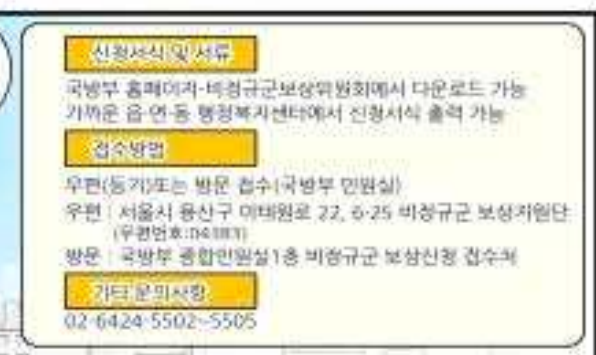 신청서식 및 서류
국방부 홈페이지-비정규군보상위원회에서 다운로드 가능
가까운 읍·면·동 행정복지센터에서 신청서식 출력 가능
접수방법
우편(등기)또는 방문 접수(국방부 민원실)
우편 : 서울시 용산구 이태원로 22, 6·25 비정규군 보상지원단
(우편번호:04383)
방문 : 국방부 종합민원실1층 비정규군 보상신청 접수처
기타 문의사항
02-6424-5502~5505